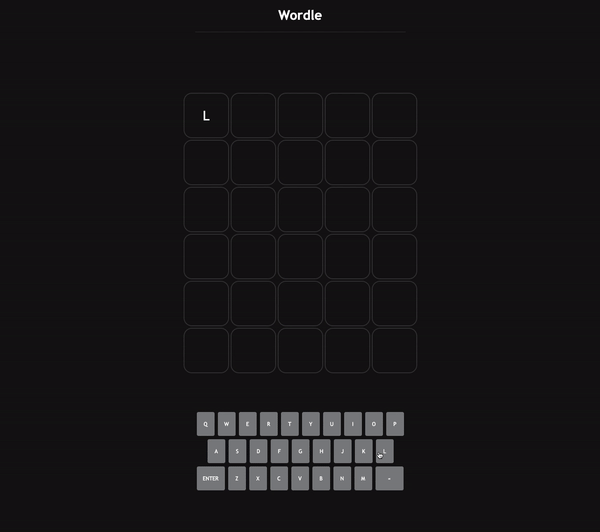 Wordle
L
Q W E R T Y U I O P
A S D F G H J K L
ENTER Z X C V B N M